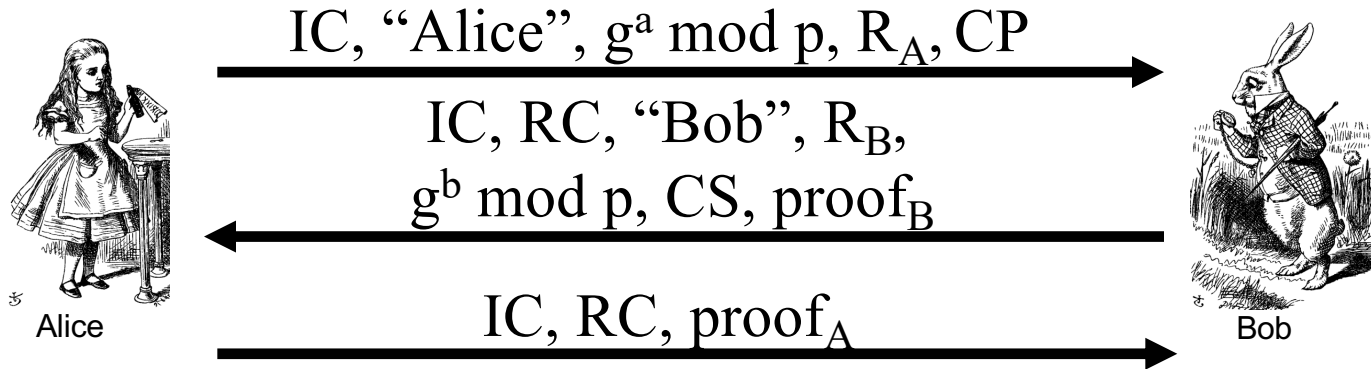 IC, “Alice”, gᵃ mod p, R_A, CP
IC, RC, “Bob”, R_B,
gᵇ mod p, CS, proof_B
IC, RC, proof_A
Alice
Bob